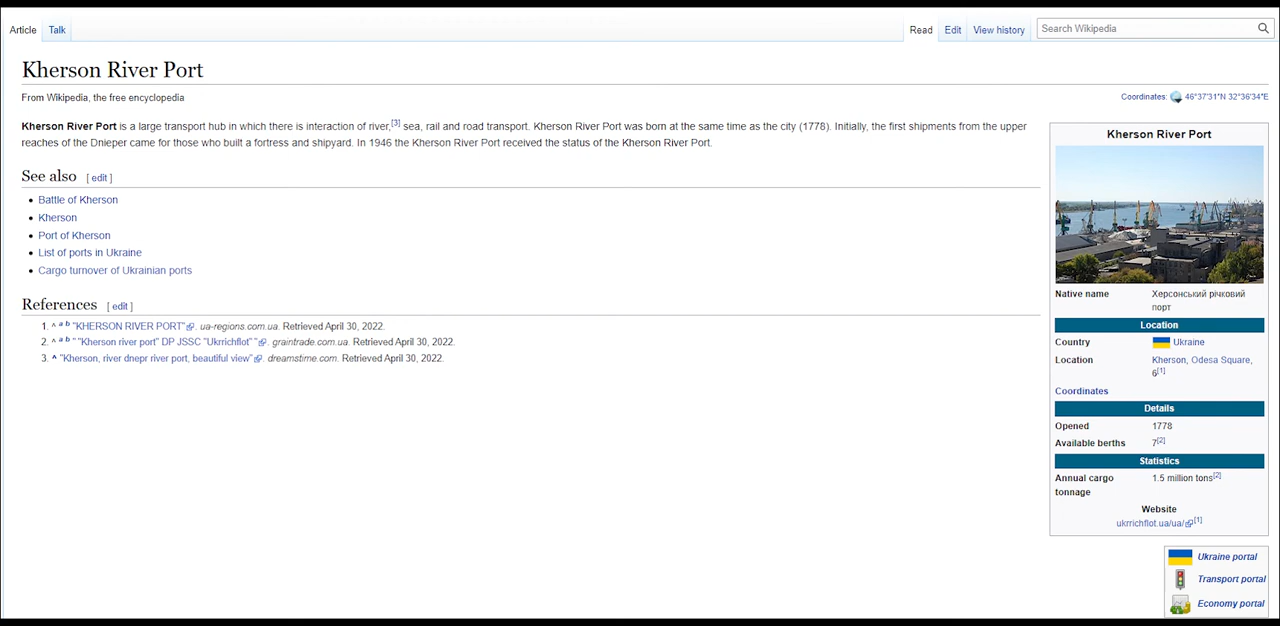 Article Talk Read Edit View history Search Wikipedia
Kherson River Port
From Wikipedia, the free encyclopedia
Coordinates: 46°37′31″N 32°36′34″E
Kherson River Port is a large transport hub in which there is interaction of river,[3] sea, rail and road transport. Kherson River Port was born at the same time as the city (1778). Initially, the first shipments from the upper
reaches of the Dnieper came for those who built a fortress and shipyard. In 1946 the Kherson River Port received the status of the Kherson River Port.
See also [ edit ]
• Battle of Kherson
• Kherson
• Port of Kherson
• List of ports in Ukraine
• Cargo turnover of Ukrainian ports
References [ edit ]
1. ^ a b "KHERSON RIVER PORT". ua-regions.com.ua. Retrieved April 30, 2022.
2. ^ a b " "Kherson river port" DP JSSC "Ukrrichflot" ". graintrade.com.ua. Retrieved April 30, 2022.
3. ^ "Kherson, river dnepr river port, beautiful view". dreamstime.com. Retrieved April 30, 2022.
Kherson River Port
Native name Херсонський річковий
порт
Location
Country Ukraine
Location Kherson, Odesa Square,
6[1]
Coordinates
Details
Opened 1778
Available berths 7[2]
Statistics
Annual cargo 1.5 million tons[2]
tonnage
Website
ukrrichflot.ua/ua/[1]
Ukraine portal
Transport portal
Economy portal